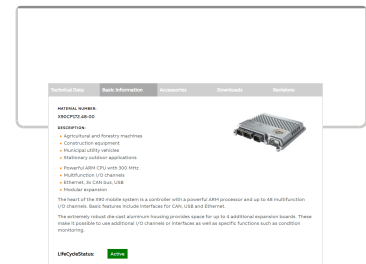 Technical Data Basic Information Accessories Downloads Revisions
MATERIAL NUMBER:
X90CP172.48-00
DESCRIPTION:
Agricultural and forestry machines
Construction equipment
Municipal utility vehicles
Stationary outdoor applications
Powerful ARM CPU with 300 MHz
Multifunction I/O channels
Ethernet, 3x CAN bus, USB
Modular expansion
The heart of the X90 mobile system is a controller with a powerful ARM processor and up to 48 multifunction
I/O channels. Basic features include interfaces for CAN, USB and Ethernet.
The extremely robust die-cast aluminum housing provides space for up to 4 additional expansion boards. These
make it possible to use additional I/O channels or interfaces as well as specific functions such as condition
monitoring.
LifeCycleStatus: Active